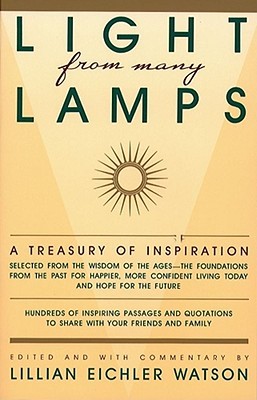 LIGHT
from many
LAMPS
A TREASURY OF INSPIRATION
SELECTED FROM THE WISDOM OF THE AGES—THE FOUNDATIONS
FROM THE PAST FOR HAPPIER, MORE CONFIDENT LIVING TODAY
AND HOPE FOR THE FUTURE
HUNDREDS OF INSPIRING PASSAGES AND QUOTATIONS
TO SHARE WITH YOUR FRIENDS AND FAMILY
EDITED AND WITH COMMENTARY BY
LILLIAN EICHLER WATSON